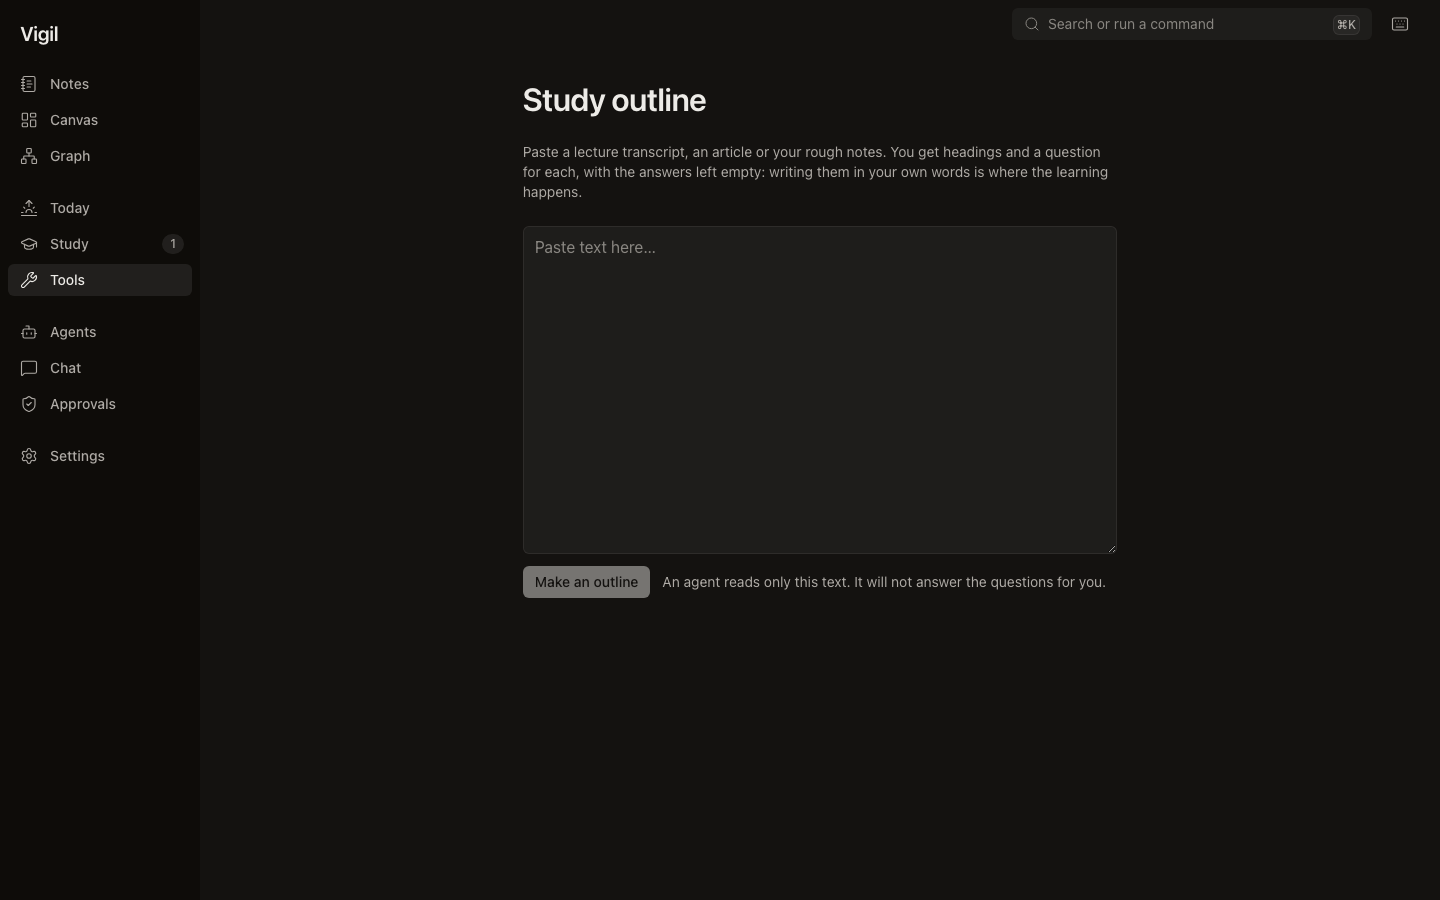 Vigil
Notes
Canvas
Graph
Today
Study 1
Tools
Agents
Chat
Approvals
Settings
Search or run a command ⌘K
Study outline
Paste a lecture transcript, an article or your rough notes. You get headings and a question
for each, with the answers left empty: writing them in your own words is where the learning
happens.
Paste text here...
Make an outline An agent reads only this text. It will not answer the questions for you.